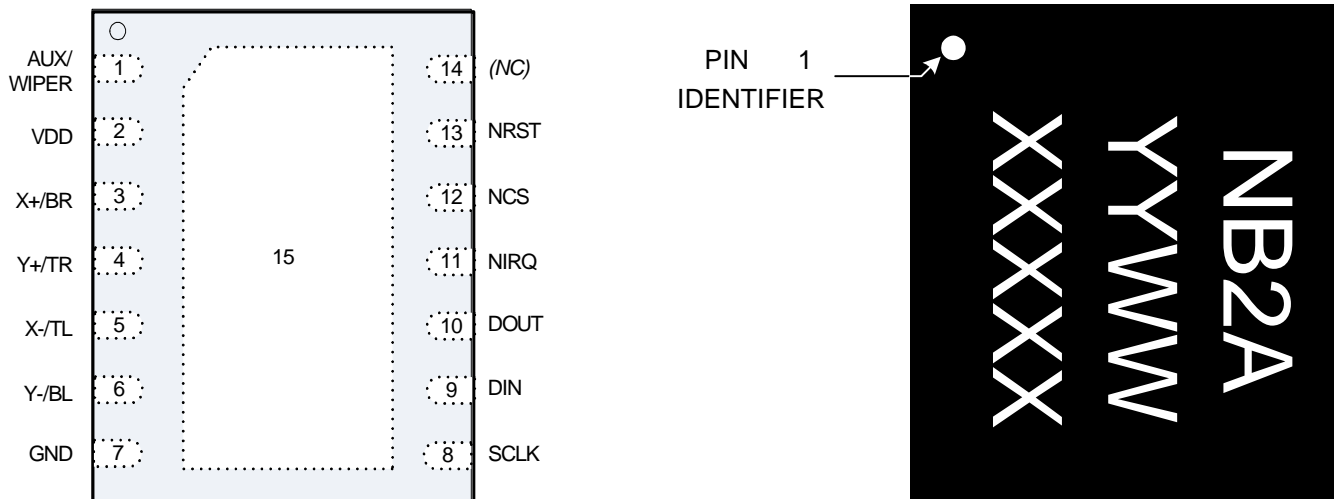 AUX/
WIPER
1
14
(NC)
VDD
2
13
NRST
X+/BR
3
12
NCS
Y+/TR
4
15
11
NIRQ
X-/TL
5
10
DOUT
Y-/BL
6
9
DIN
GND
7
8
SCLK
PIN 1
IDENTIFIER
NB2A
YYWW
XXXXX